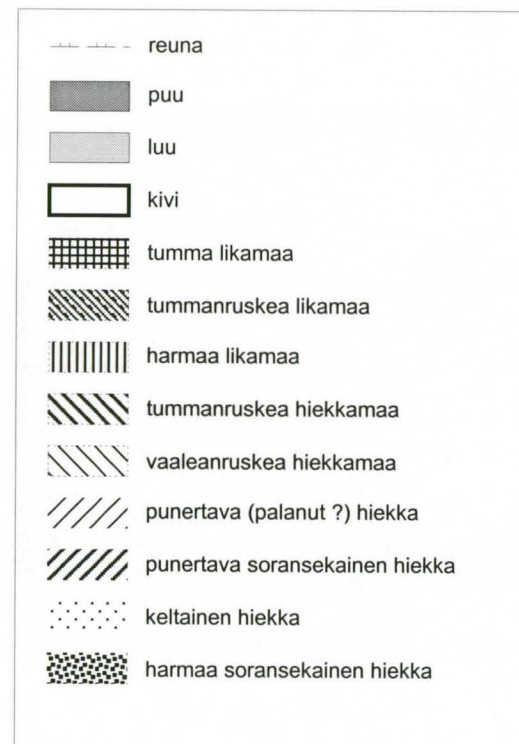 reuna
puu
luu
kivi
tumma likamaa
tummanruskea likamaa
harmaa likamaa
tummanruskea hiekkamaa
vaaleanruskea hiekkamaa
punertava (palanut ?) hiekka
punertava soransekainen hiekka
keltainen hiekka
harmaa soransekainen hiekka